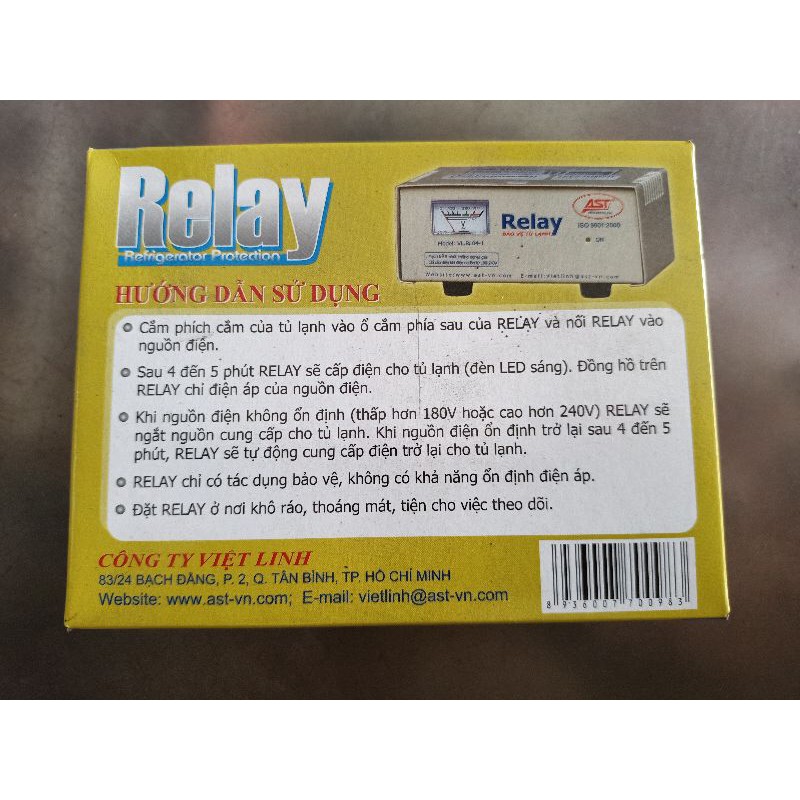 Relay
Refrigerator Protection
Relay
BẢO VỆ TỦ LẠNH
AST
ISO 9001:2000
HƯỚNG DẪN SỬ DỤNG
Cắm phích cắm của tủ lạnh vào ổ cắm phía sau của RELAY và nối RELAY vào
nguồn điện.
Sau 4 đến 5 phút RELAY sẽ cấp điện cho tủ lạnh (đèn LED sáng). Đồng hồ trên
RELAY chỉ điện áp của nguồn điện.
Khi nguồn điện không ổn định (thấp hơn 180V hoặc cao hơn 240V) RELAY sẽ
ngắt nguồn cung cấp cho tủ lạnh. Khi nguồn điện ổn định trở lại sau 4 đến 5
phút, RELAY sẽ tự động cung cấp điện trở lại cho tủ lạnh.
RELAY chỉ có tác dụng bảo vệ, không có khả năng ổn định điện áp.
Đặt RELAY ở nơi khô ráo, thoáng mát, tiện cho việc theo dõi.
CÔNG TY VIỆT LINH
83/24 BẠCH ĐẰNG, P. 2, Q. TÂN BÌNH, TP. HỒ CHÍ MINH
Website: www.ast-vn.com; E-mail: vietlinh@ast-vn.com
8 936007 700983